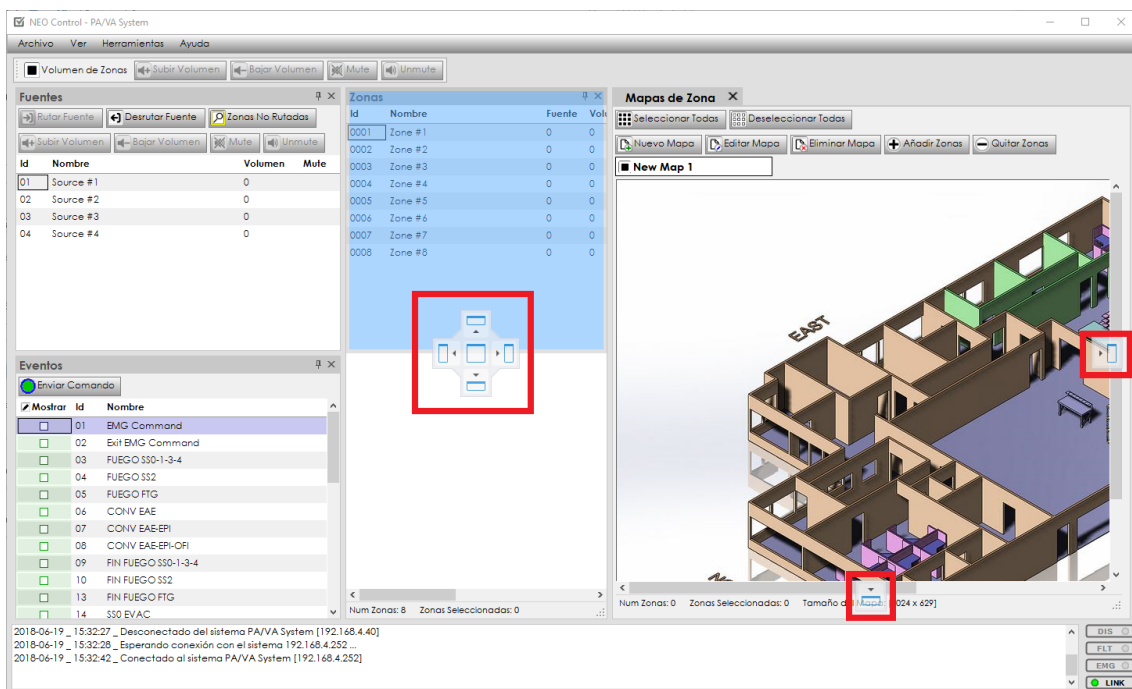 NEO Control - PA/VA System
Archivo Ver Herramientas Ayuda
Volumen de Zonas Subir Volumen Bajar Volumen Mute Unmute
Fuentes
Rutar Fuente Desrutar Fuente Zonas No Rutadas
Subir Volumen Bajar Volumen Mute Unmute
Id Nombre Volumen Mute
01 Source #1 0
02 Source #2 0
03 Source #3 0
04 Source #4 0
Eventos
Enviar Comando
Mostrar Id Nombre
01 EMG Command
02 Exit EMG Command
03 FUEGO SS0-1-3-4
04 FUEGO SS2
05 FUEGO FTG
06 CONV EAE
07 CONV EAE-EPI
08 CONV EAE-EPI-OFI
09 FIN FUEGO SS0-1-3-4
10 FIN FUEGO SS2
13 FIN FUEGO FTG
14 SS0 EVAC
Zonas
Id Nombre Fuente Volu
0001 Zone #1 0 0
0002 Zone #2 0 0
0003 Zone #3 0 0
0004 Zone #4 0 0
0005 Zone #5 0 0
0006 Zone #6 0 0
0007 Zone #7 0 0
0008 Zone #8 0 0
Num Zonas: 8 Zonas Seleccionadas: 0
Mapas de Zona
Seleccionar Todas Deseleccionar Todas
Nuevo Mapa Editar Mapa Eliminar Mapa Añadir Zonas Quitar Zonas
New Map 1
EAST
Num Zonas: 0 Zonas Seleccionadas: 0 Tamaño del Mapa: 024 x 629]
2018-06-19 _ 15:32:27 _ Desconectado del sistema PA/VA System [192.168.4.40]
2018-06-19 _ 15:32:28 _ Esperando conexión con el sistema 192.168.4.252 ...
2018-06-19 _ 15:32:42 _ Conectado al sistema PA/VA System [192.168.4.252]
DIS
FLT
EMG
LINK